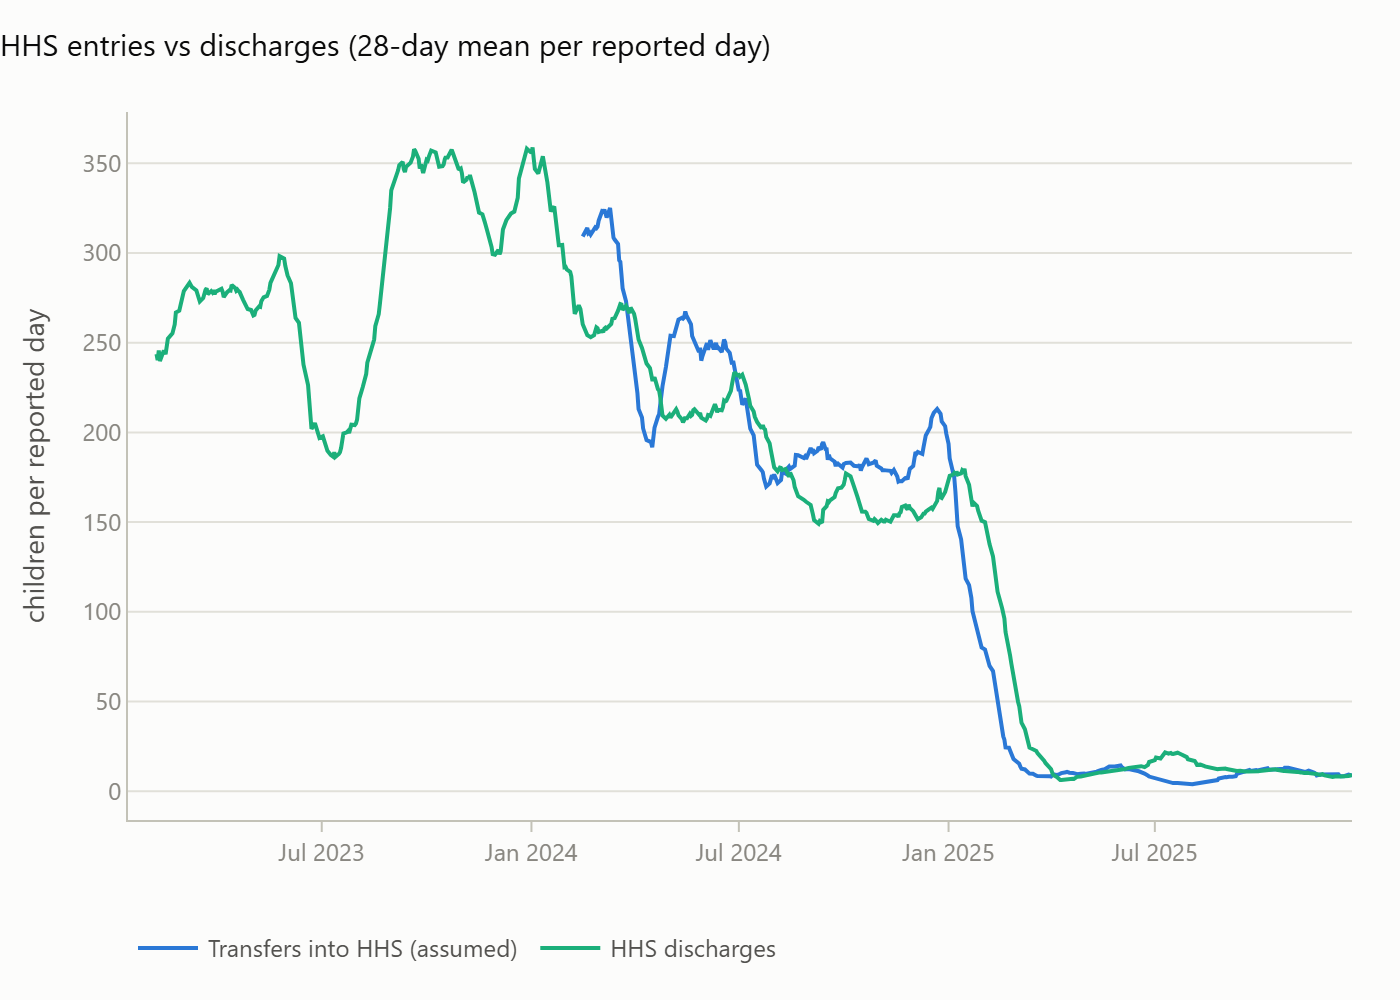 HHS entries vs discharges (28-day mean per reported day)
children per reported day
350
300
250
200
150
100
50
0
Jul 2023 Jan 2024 Jul 2024 Jan 2025 Jul 2025
Transfers into HHS (assumed) HHS discharges